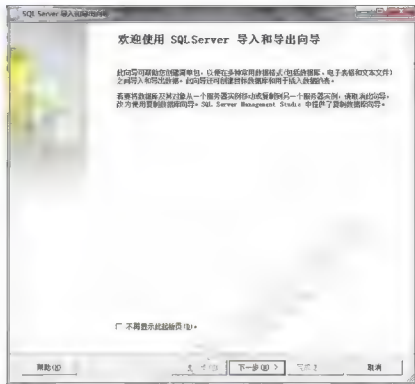 SQL Server 导入和导出向导
欢迎使用 SQLServer 导入和导出向导
此向导可帮助您创建简单包，以便在多种常用数据格式(包括数据库、电子表格和文本文件)
之间导入和导出数据。此向导还可创建目标数据库和用于插入数据的表。
若要将数据库及其对象从一个服务器实例移动或复制到另一个服务器实例，请取消此向导，
改为使用复制数据库向导。SQL Server Management Studio 中提供了复制数据库向导。
不再显示此起始页(D)。
帮助(H) 下一步(N) > 取消